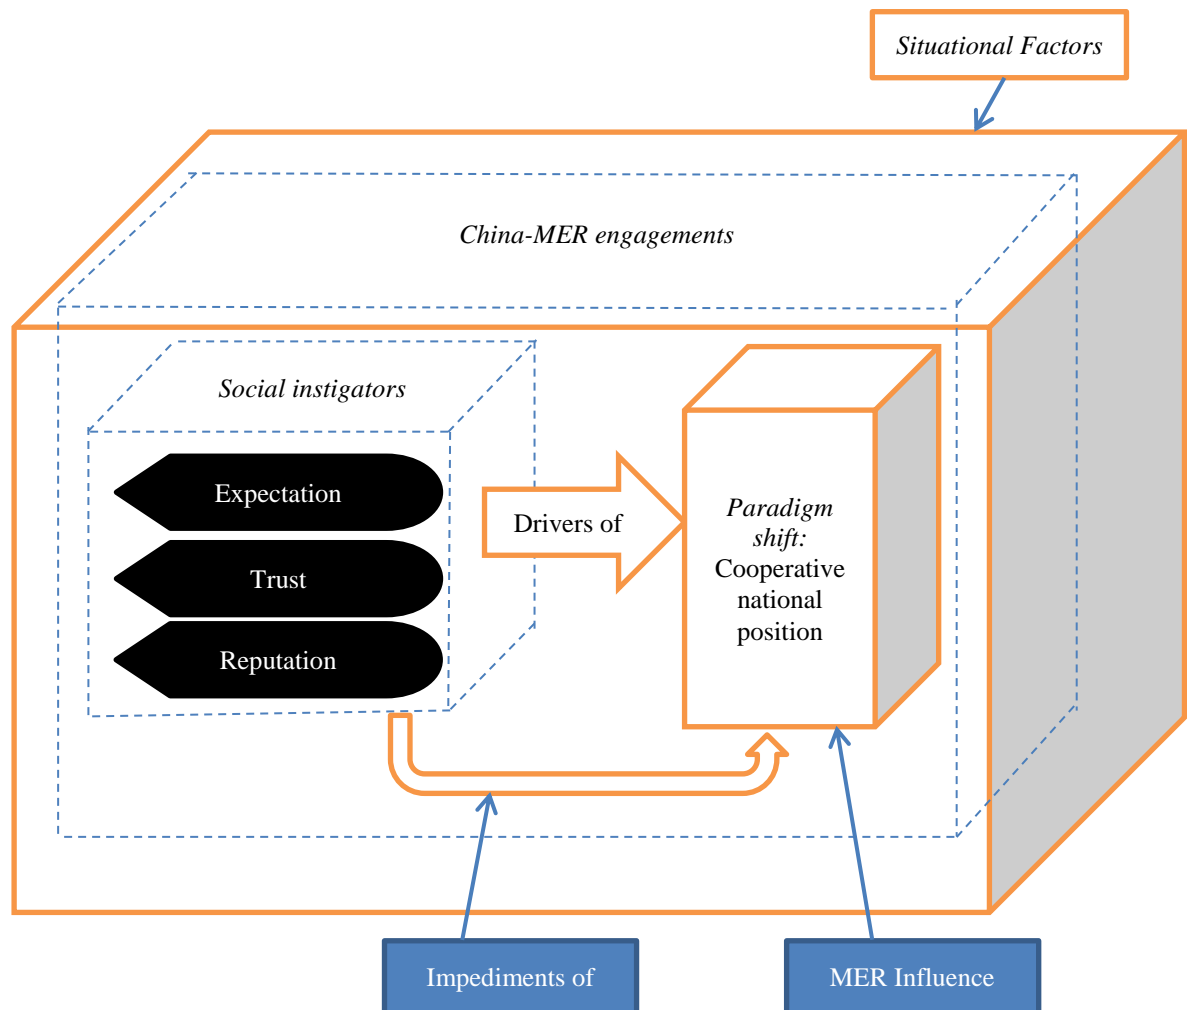 Situational Factors
China-MER engagements
Social instigators
Expectation
Trust
Reputation
Drivers of
Paradigm
shift:
Cooperative
national
position
Impediments of
MER Influence